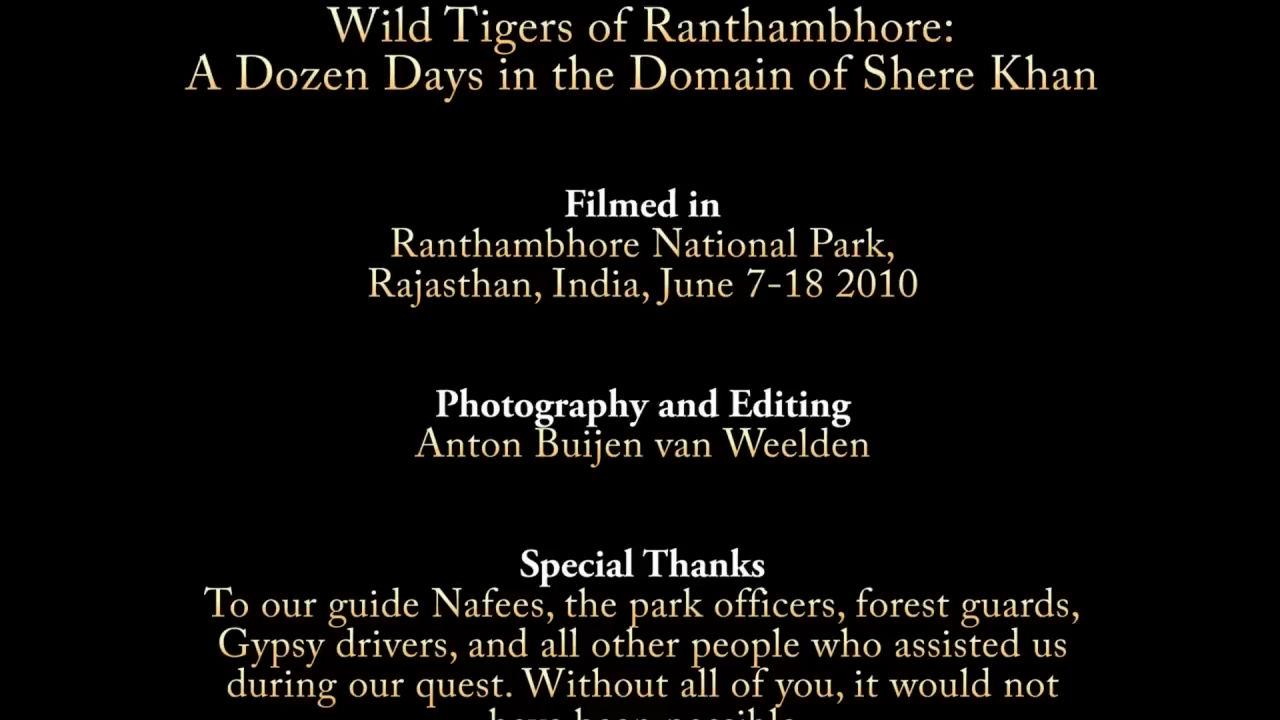 Wild Tigers of Ranthambhore:
A Dozen Days in the Domain of Shere Khan
Filmed in
Ranthambhore National Park,
Rajasthan, India, June 7-18 2010
Photography and Editing
Anton Buijen van Weelden
Special Thanks
To our guide Nafees, the park officers, forest guards,
Gypsy drivers, and all other people who assisted us
during our quest. Without all of you, it would not
have been possible